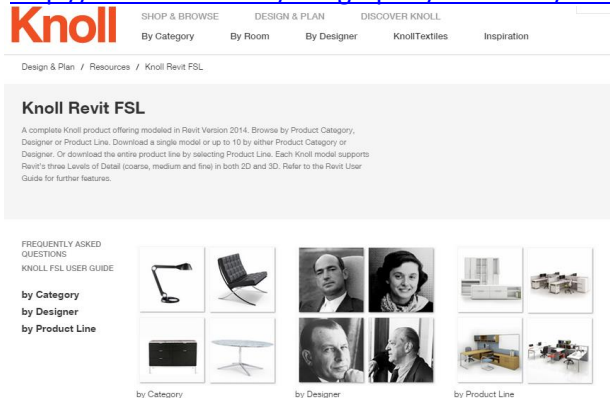 Knoll
SHOP & BROWSE DESIGN & PLAN DISCOVER KNOLL
By Category By Room By Designer KnollTextiles Inspiration
Design & Plan / Resources / Knoll Revit FSL
Knoll Revit FSL
A complete Knoll product offering modeled in Revit Version 2014. Browse by Product Category,
Designer or Product Line. Download a single model or up to 10 by either Product Category or
Designer. Or download the entire product line by selecting Product Line. Each Knoll model supports
Revit's three Levels of Detail (coarse, medium and fine) in both 2D and 3D. Refer to the Revit User
Guide for further features.
FREQUENTLY ASKED
QUESTIONS
KNOLL FSL USER GUIDE
by Category
by Designer
by Product Line
by Category by Designer by Product Line